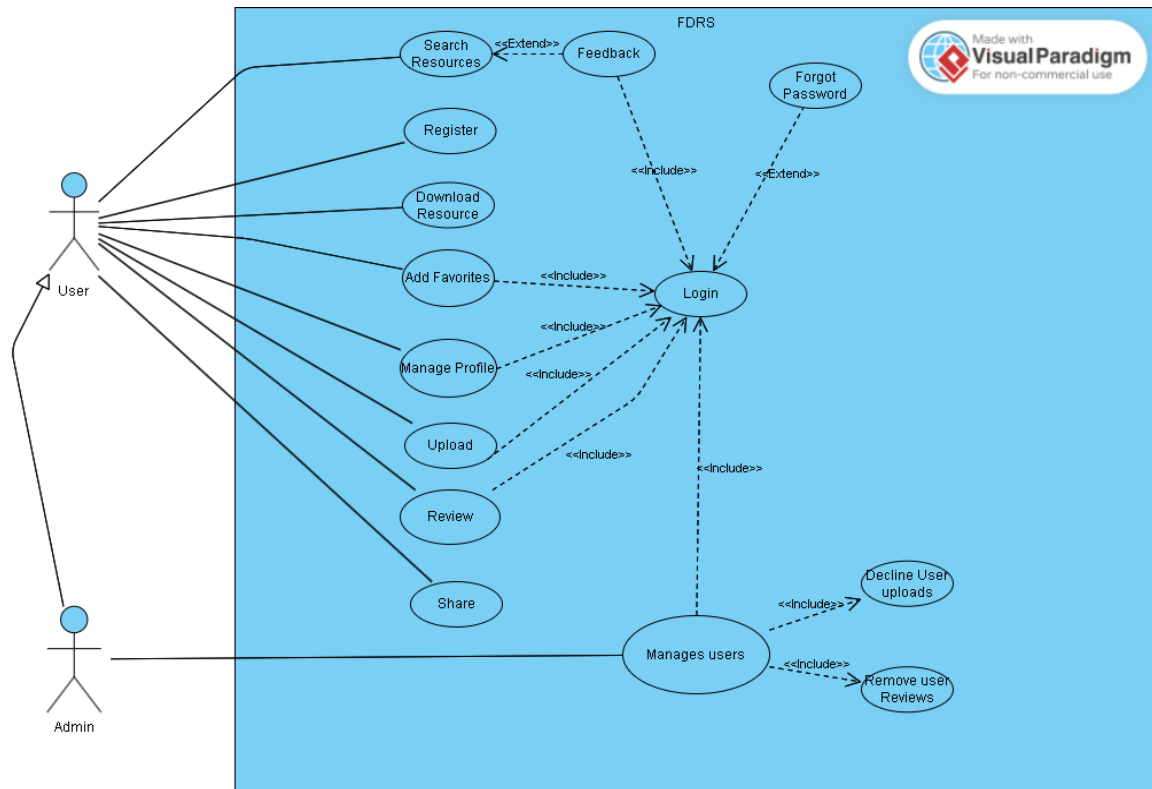 FDRS
Made with
Visual Paradigm
For non-commercial use
Search
Resources
<<Extend>>
Feedback
Forgot
Password
Register
<<Include>>
<<Extend>>
Download
Resource
User
Add Favorites
<<Include>>
Login
<<Include>>
Manage Profile
<<Include>>
Upload
<<Include>>
<<Include>>
Review
Decline User
uploads
<<Include>>
Share
Manages users
<<Include>>
Remove user
Reviews
Admin